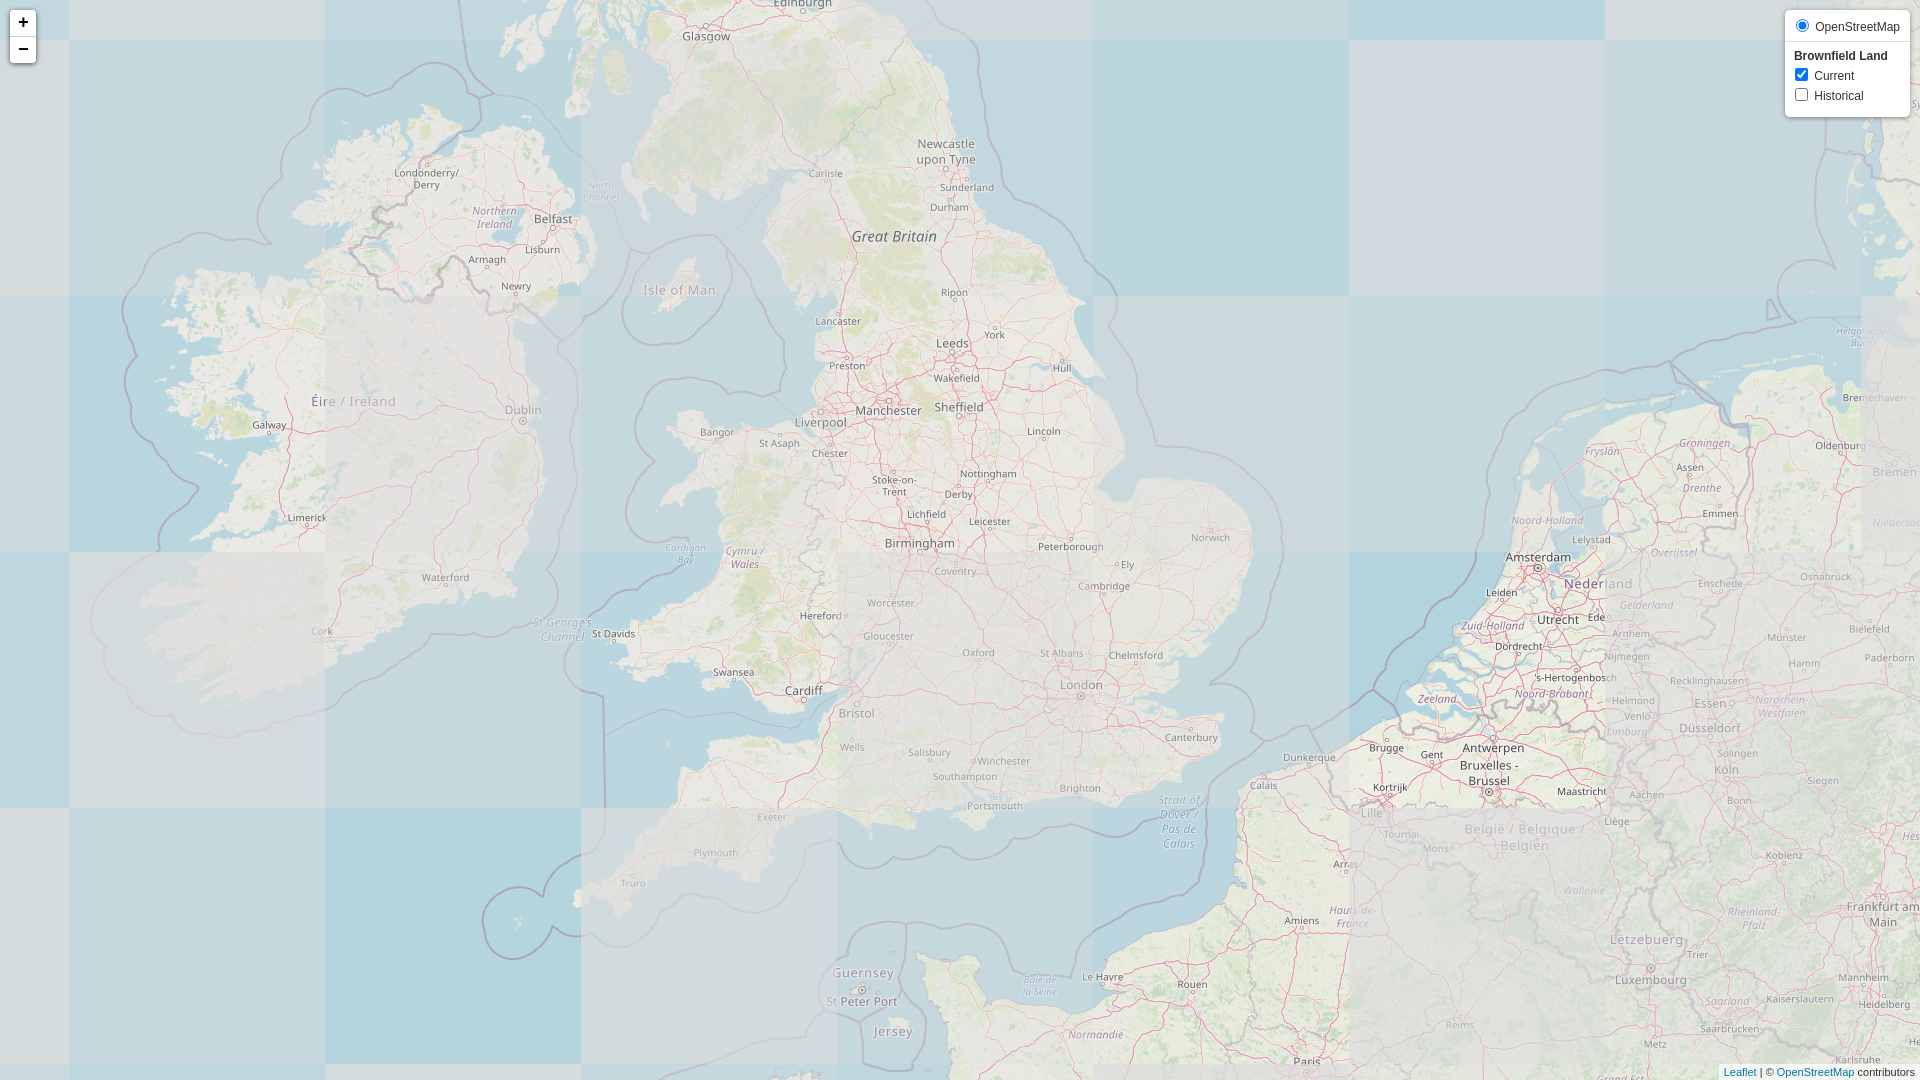 +
−
OpenStreetMap
Brownfield Land
Current
Historical
Edinburgh
Glasgow
Newcastle
upon Tyne
Londonderry/
Derry
Carlisle
North
Channel
Sunderland
Durham
Northern
Ireland
Belfast
Great Britain
Lisburn
Armagh
Newry
Isle of Man
Ripon
Lancaster
York
Leeds
Preston
Hull
Wakefield
Éire / Ireland
Dublin
Manchester
Sheffield
Galway
Liverpool
Bangor
Lincoln
St Asaph
Chester
Groningen
Fryslân
Oldenburg
Assen
Bremen
Stoke-on-
Trent
Nottingham
Derby
Drenthe
Limerick
Lichfield
Leicester
Emmen
Noord-Holland
Norwich
Lelystad
Birmingham
Peterborough
Cardigan
Bay
Cymru /
Wales
Amsterdam
Overijssel
Coventry
Ely
Waterford
Cambridge
Nederland
Enschede
Osnabrück
Leiden
Worcester
Gelderland
Hereford
Utrecht
Ede
St George's
Channel
Cork
St Davids
Gloucester
Zuid-Holland
Arnhem
Münster
Bielefeld
Dordrecht
Oxford
St Albans
Chelmsford
Nijmegen
Hamm
Paderborn
Swansea
London
's-Hertogenbosch
Recklinghausen
Cardiff
Zeeland
Noord-Brabant
Helmond
Essen
Nordrhein-
Westfalen
Bristol
Venlo
Düsseldorf
Limburg
Canterbury
Wells
Salisbury
Brugge
Antwerpen
Gent
Dunkerque
Solingen
Winchester
Bruxelles -
Brussel
Köln
Southampton
Calais
Brighton
Kortrijk
Maastricht
Aachen
Siegen
Strait of
Dover /
Pas de
Calais
Portsmouth
Bonn
Exeter
Lille
Liège
Tournai
België / Belgique /
Belgien
Mons
Plymouth
Arras
Koblenz
Truro
Wallonie
Hauts-de-
France
Amiens
Rheinland-
Pfalz
Frankfurt am
Main
Lëtzebuerg
Trier
Guernsey
Le Havre
Baie de
la Seine
Rouen
Luxembourg
Mannheim
St Peter Port
Kaiserslautern
Saarland
Heidelberg
Jersey
Normandie
Reims
Saarbrücken
Metz
Paris
Karlsruhe
Grand Est
Leaflet | © OpenStreetMap contributors